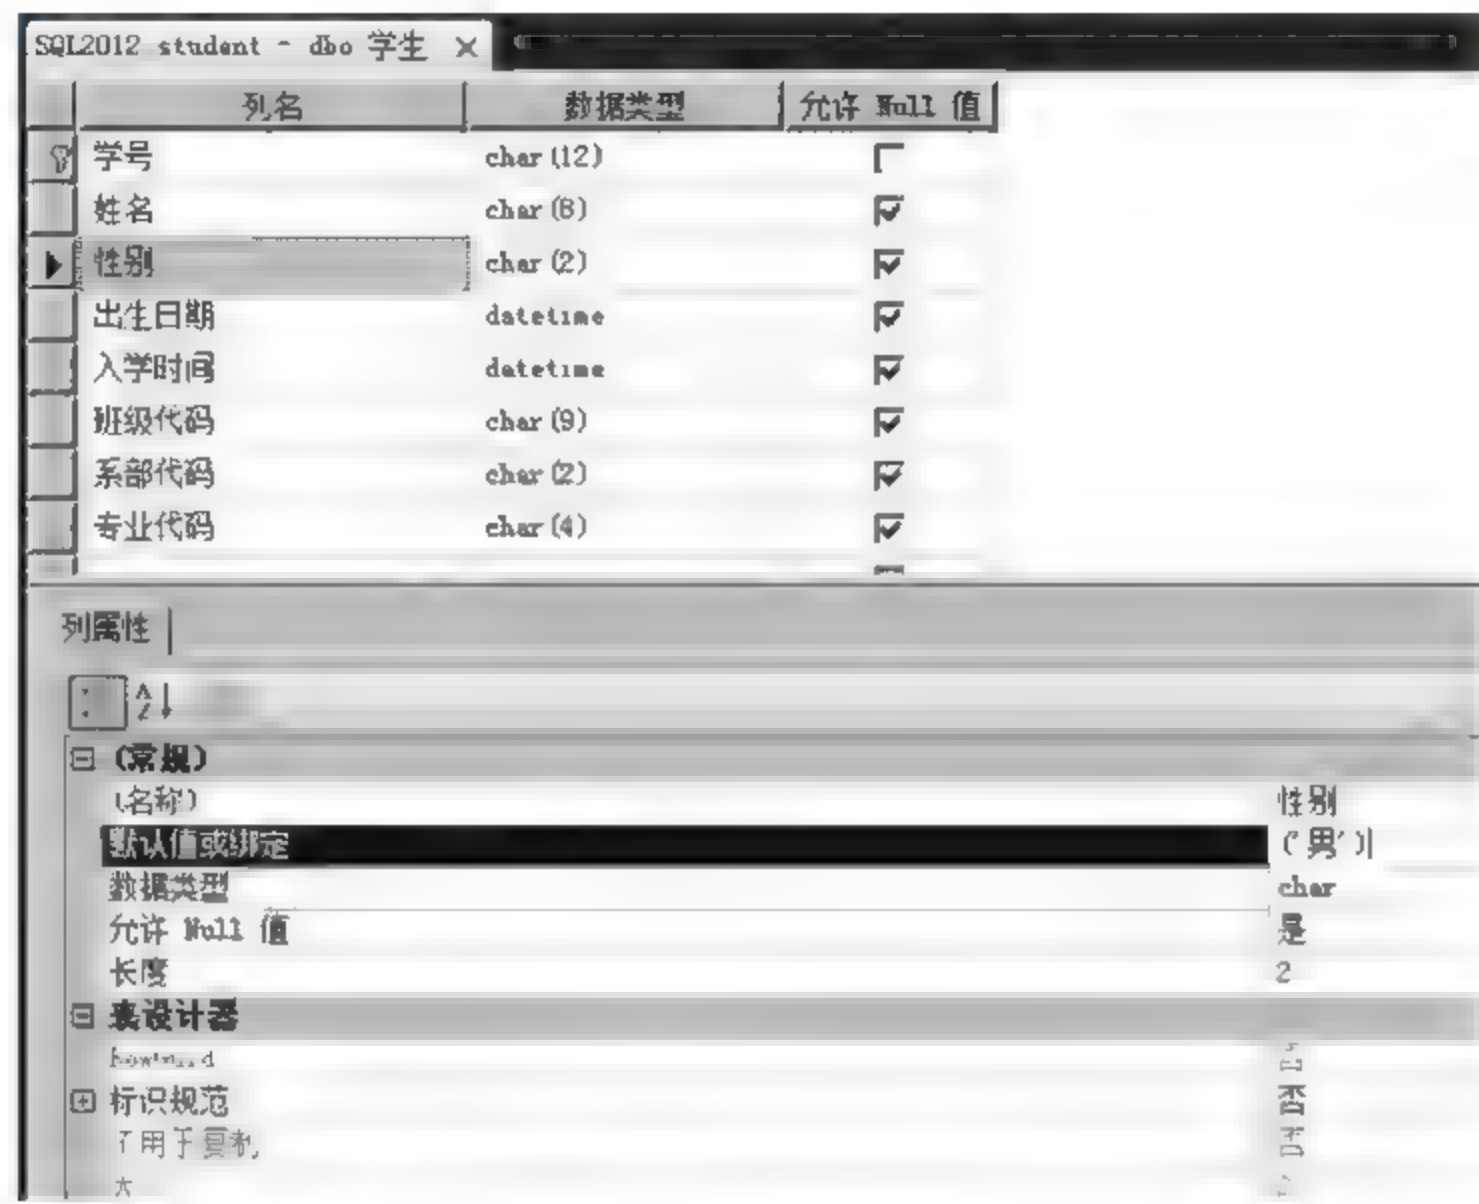 SQL2012 student - dbo 学生 ×
列名 数据类型 允许 Null 值
学号 char(12)
姓名 char(8)
性别 char(2)
出生日期 datetime
入学时间 datetime
班级代码 char(9)
系部代码 char(2)
专业代码 char(4)
列属性
(常规)
(名称) 性别
默认值或绑定 ('男')
数据类型 char
允许 Null 值 是
长度 2
表设计器
标识规范 否
用于复制